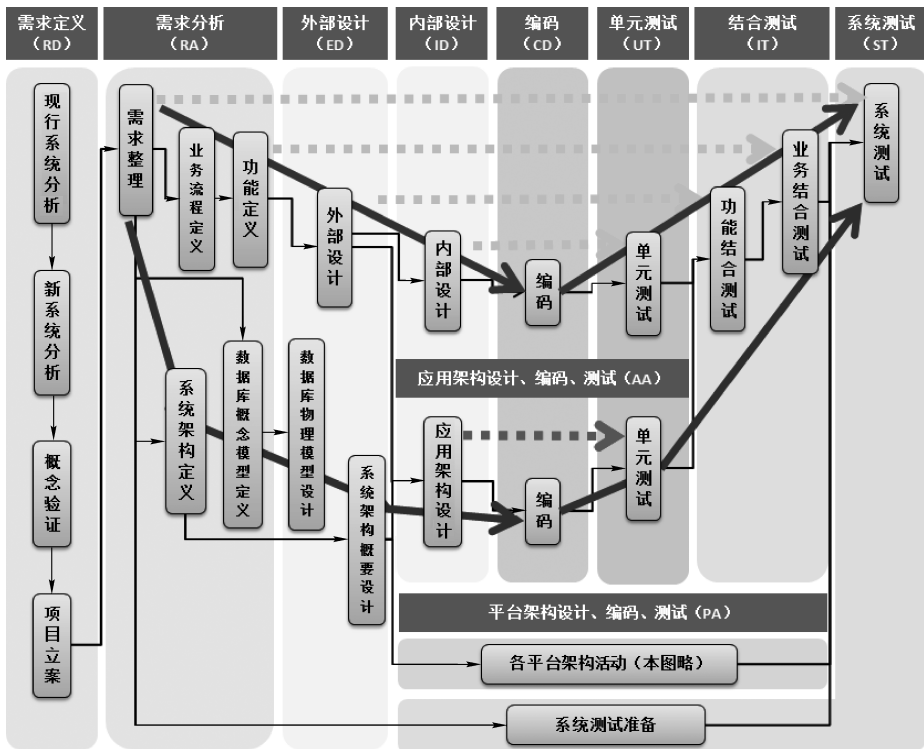 需求定义
（RD）
需求分析
（RA）
外部设计
（ED）
内部设计
（ID）
编码
（CD）
单元测试
（UT）
结合测试
（IT）
系统测试
（ST）
现行系统分析
新系统分析
概念验证
项目立案
需求整理
业务流程定义
功能定义
外部设计
内部设计
编码
单元测试
功能结合测试
业务结合测试
系统测试
系统架构定义
数据库概念模型定义
数据库物理模型设计
系统架构概要设计
应用架构设计、编码、测试（AA）
应用架构设计
编码
单元测试
平台架构设计、编码、测试（PA）
各平台架构活动（本图略）
系统测试准备